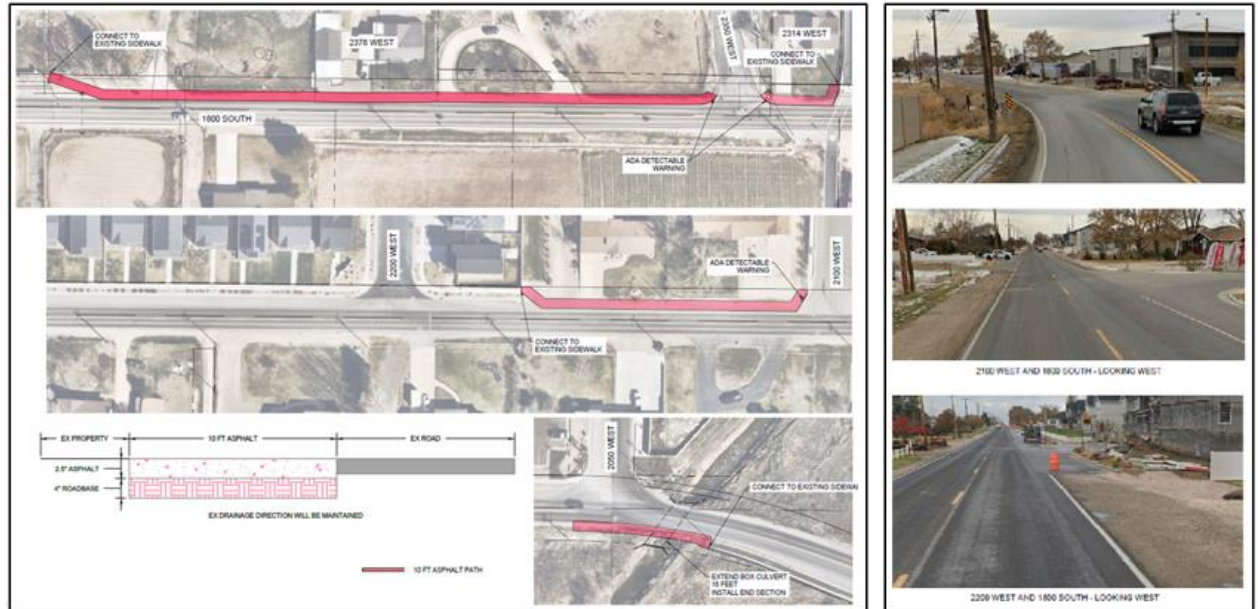 CONNECT TO
EXISTING SIDEWALK
2378 WEST
2350 WEST
2314 WEST
CONNECT TO
EXISTING SIDEWALK
1800 SOUTH
ADA DETECTABLE
WARNING
2200 WEST
ADA DETECTABLE
WARNING
2100 WEST
CONNECT TO
EXISTING SIDEWALK
EX PROPERTY
10 FT ASPHALT
EX ROAD
2.5" ASPHALT
4" ROADBASE
EX DRAINAGE DIRECTION WILL BE MAINTAINED
10 FT ASPHALT PATH
2050 WEST
CONNECT TO EXISTING SIDEWA
EXTEND BOX CULVERT
16 FEET
INSTALL END SECTION
2100 WEST AND 1800 SOUTH - LOOKING WEST
2200 WEST AND 1800 SOUTH - LOOKING WEST